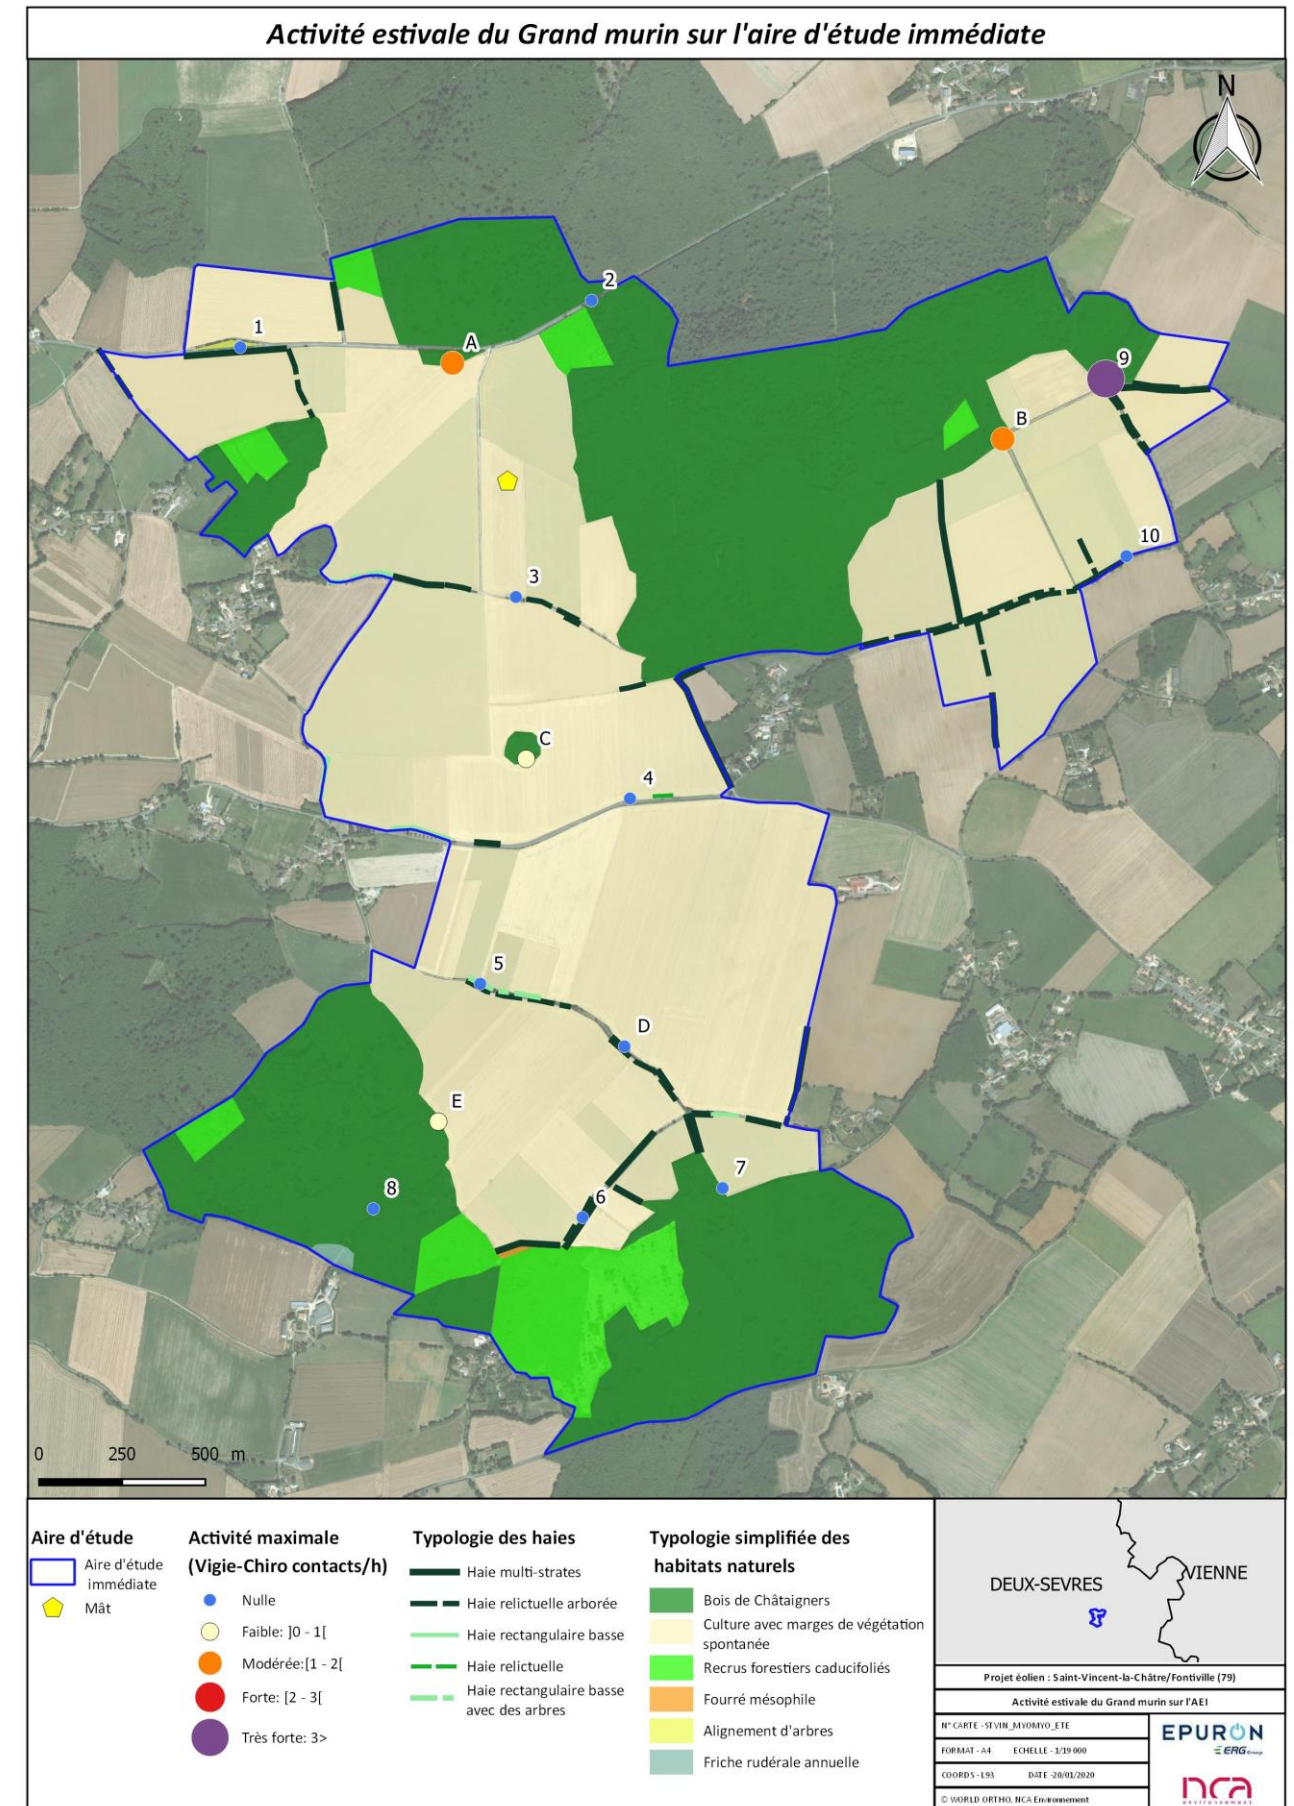 Activité estivale du Grand murin sur l'aire d'étude immédiate
N
2
1
A
9
B
10
3
C
4
5
D
E
7
8
6
0 250 500 m
Aire d'étude
Aire d'étude
immédiate
Mât
Activité maximale
(Vigie-Chiro contacts/h)
Nulle
Faible: ]0 - 1[
Modérée:[1 - 2[
Forte: [2 - 3[
Très forte: 3>
Typologie des haies
Haie multi-strates
Haie relictuelle arborée
Haie rectangulaire basse
Haie relictuelle
Haie rectangulaire basse
avec des arbres
Typologie simplifiée des
habitats naturels
Bois de Châtaigners
Culture avec marges de végétation
spontanée
Recrus forestiers caducifoliés
Fourré mésophile
Alignement d'arbres
Friche rudérale annuelle
DEUX-SEVRES
VIENNE
Projet éolien : Saint-Vincent-la-Châtre/Fontiville (79)
Activité estivale du Grand murin sur l'AEI
N° CARTE - STVIN_MYOMYO_ETE
FORMAT - A4 ECHELLE - 1/19 000
COORDS - L93 DATE -20/01/2020
© WORLD ORTHO, NCA Environnement
EPURON
ERG Group
nca
environnement